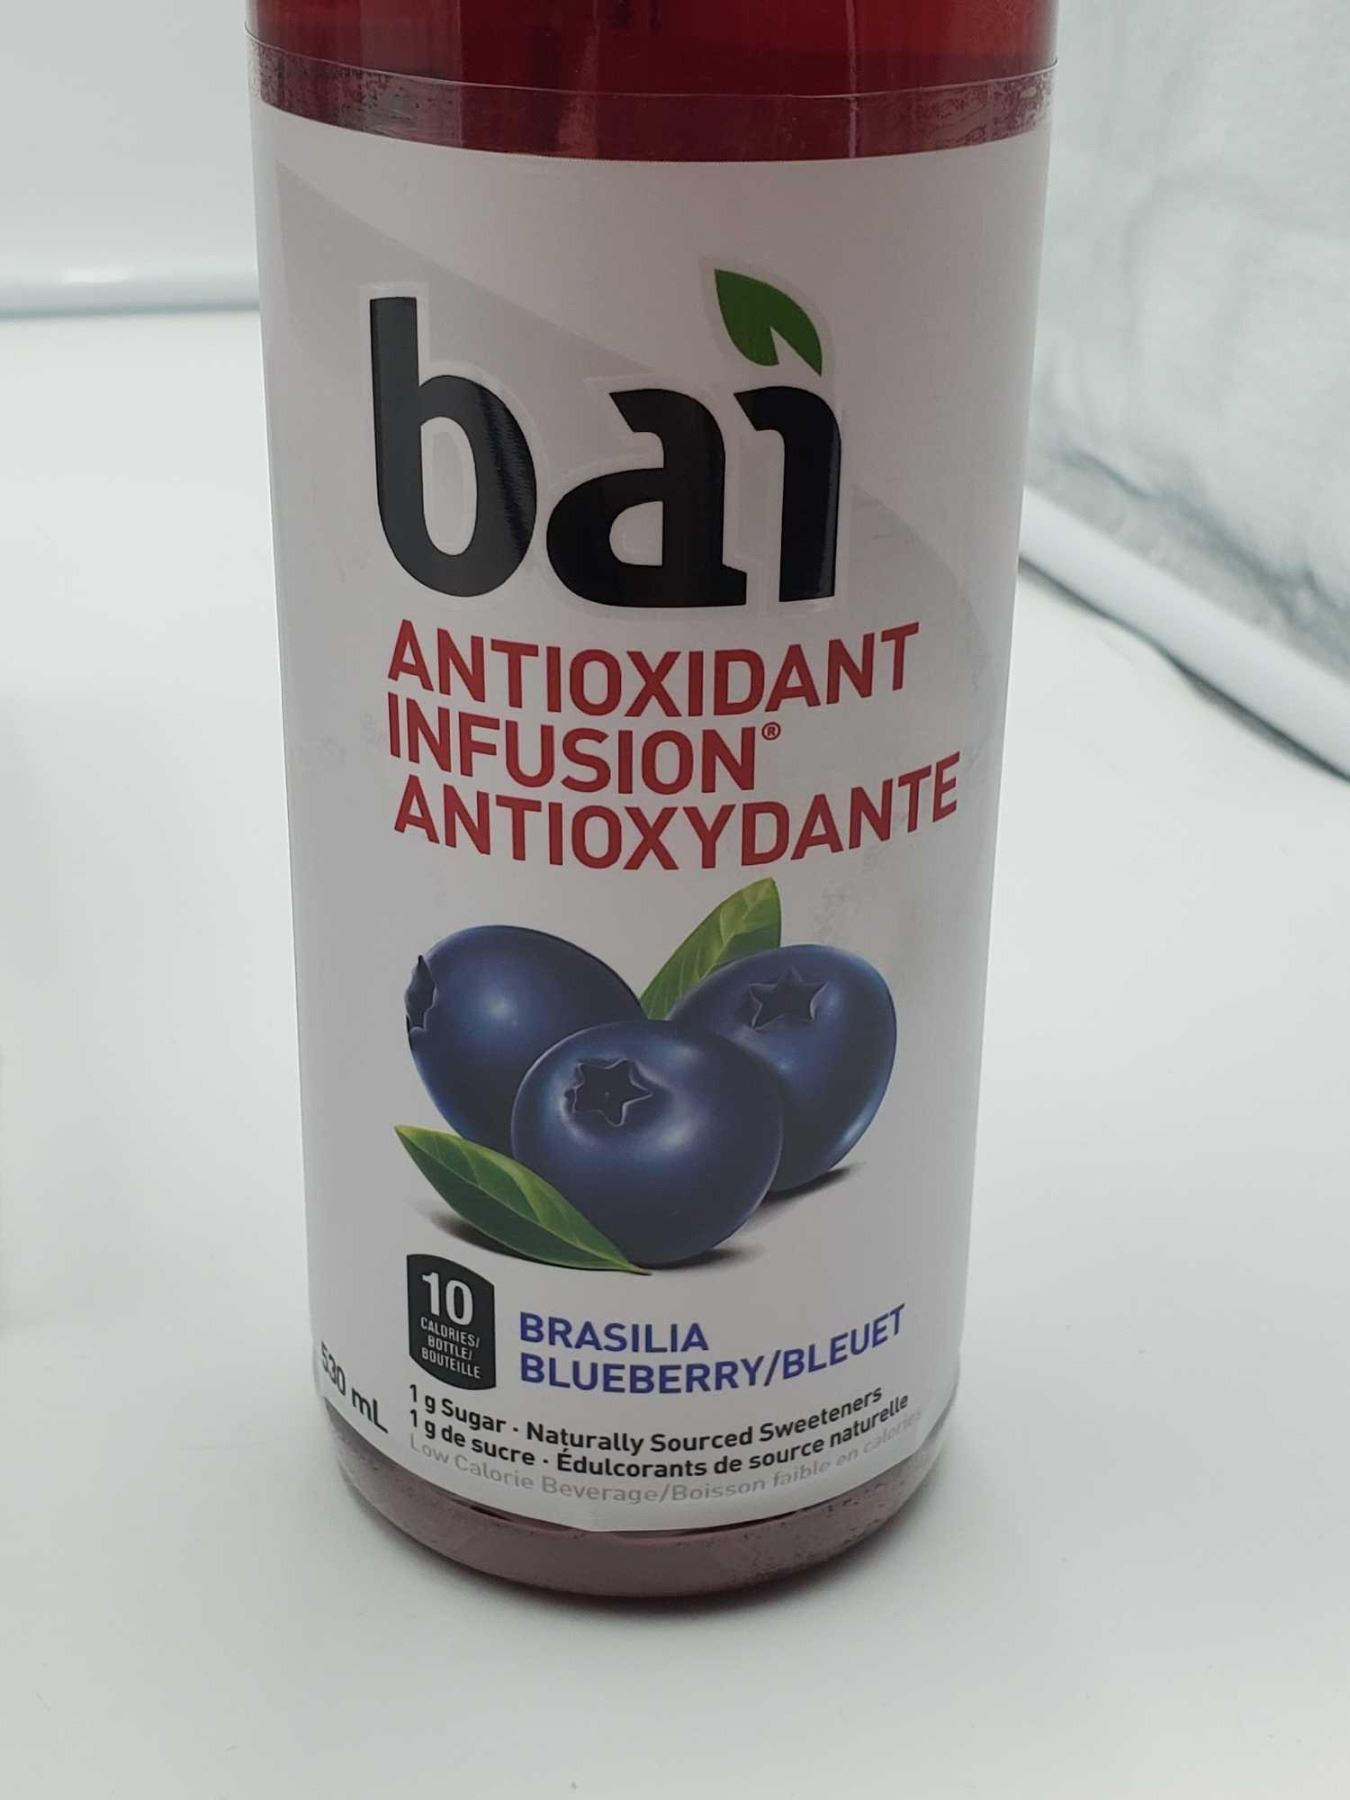 bai
ANTIOXIDANT
INFUSION®
ANTIOXYDANTE
10
CALORIES/
BOTTLE/
BOUTEILLE
BRASILIA
BLUEBERRY/BLEUET
530 mL
1 g Sugar · Naturally Sourced Sweeteners
1 g de sucre · Édulcorants de source naturelle
Low Calorie Beverage/Boisson faible en calories